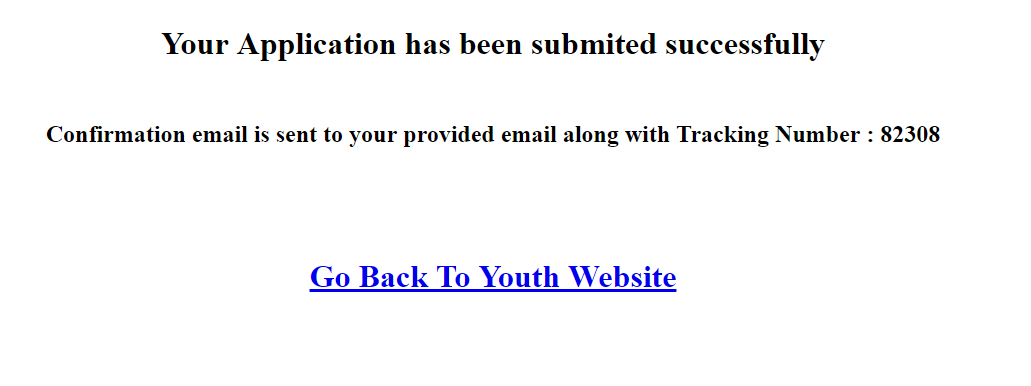 Your Application has been submited successfully
Confirmation email is sent to your provided email along with Tracking Number : 82308
Go Back To Youth Website